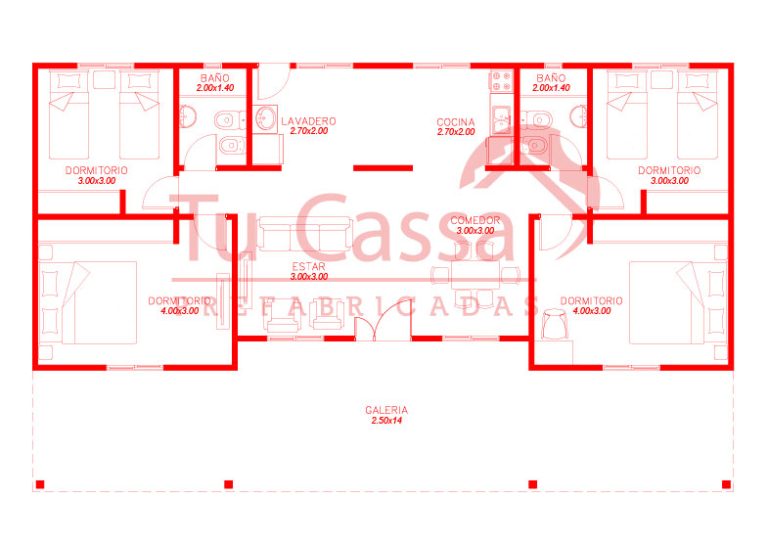 BAÑO
2.00x1.40
BAÑO
2.00x1.40
LAVADERO
2.70x2.00
COCINA
2.70x2.00
DORMITORIO
3.00x3.00
DORMITORIO
3.00x3.00
Tu Cassa
PREFABRICADAS
COMEDOR
3.00x3.00
ESTAR
3.00x3.00
DORMITORIO
4.00x3.00
DORMITORIO
4.00x3.00
GALERIA
2.50x14